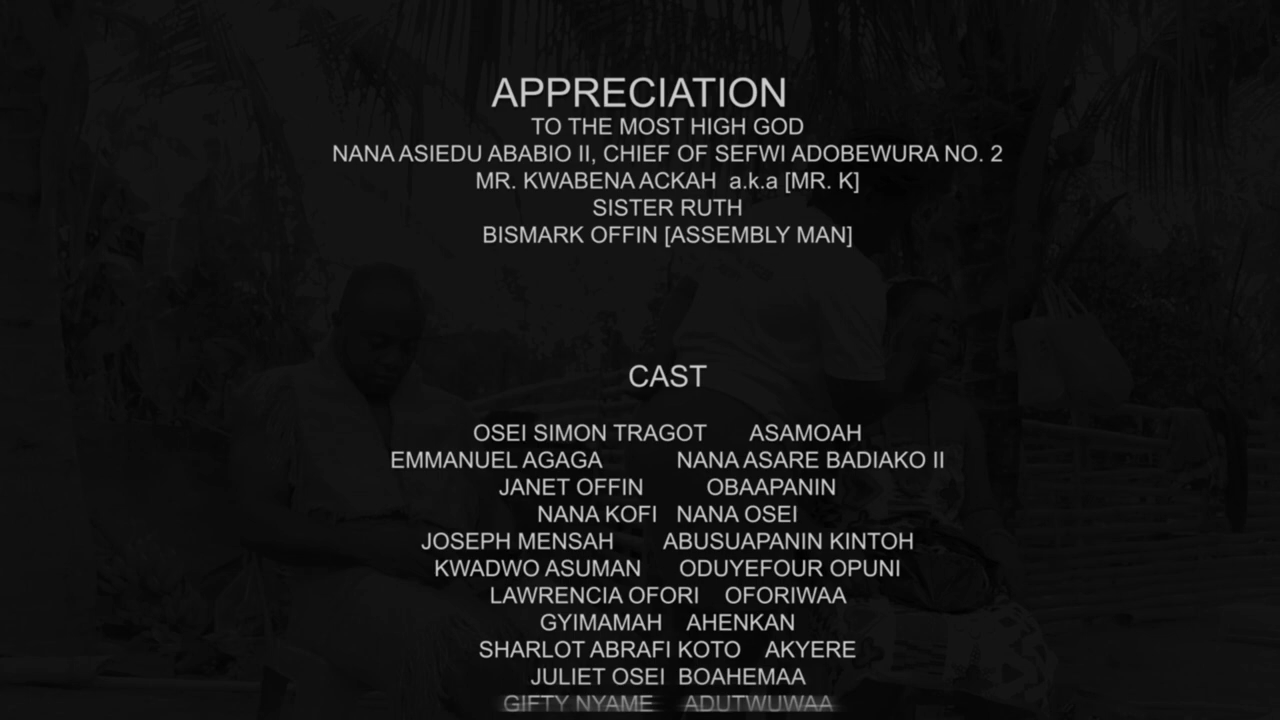 APPRECIATION
TO THE MOST HIGH GOD
NANA ASIEDU ABABIO II, CHIEF OF SEFWI ADOBEWURA NO. 2
MR. KWABENA ACKAH a.k.a [MR. K]
SISTER RUTH
BISMARK OFFIN [ASSEMBLY MAN]
CAST
OSEI SIMON TRAGOT ASAMOAH
EMMANUEL AGAGA NANA ASARE BADIAKO II
JANET OFFIN OBAAPANIN
NANA KOFI NANA OSEI
JOSEPH MENSAH ABUSUAPANIN KINTOH
KWADWO ASUMAN ODUYEFOUR OPUNI
LAWRENCIA OFORI OFORIWAA
GYIMAMAH AHENKAN
SHARLOT ABRAFI KOTO AKYERE
JULIET OSEI BOAHEMAA
GIFTY NYAME ADUTWUWAA